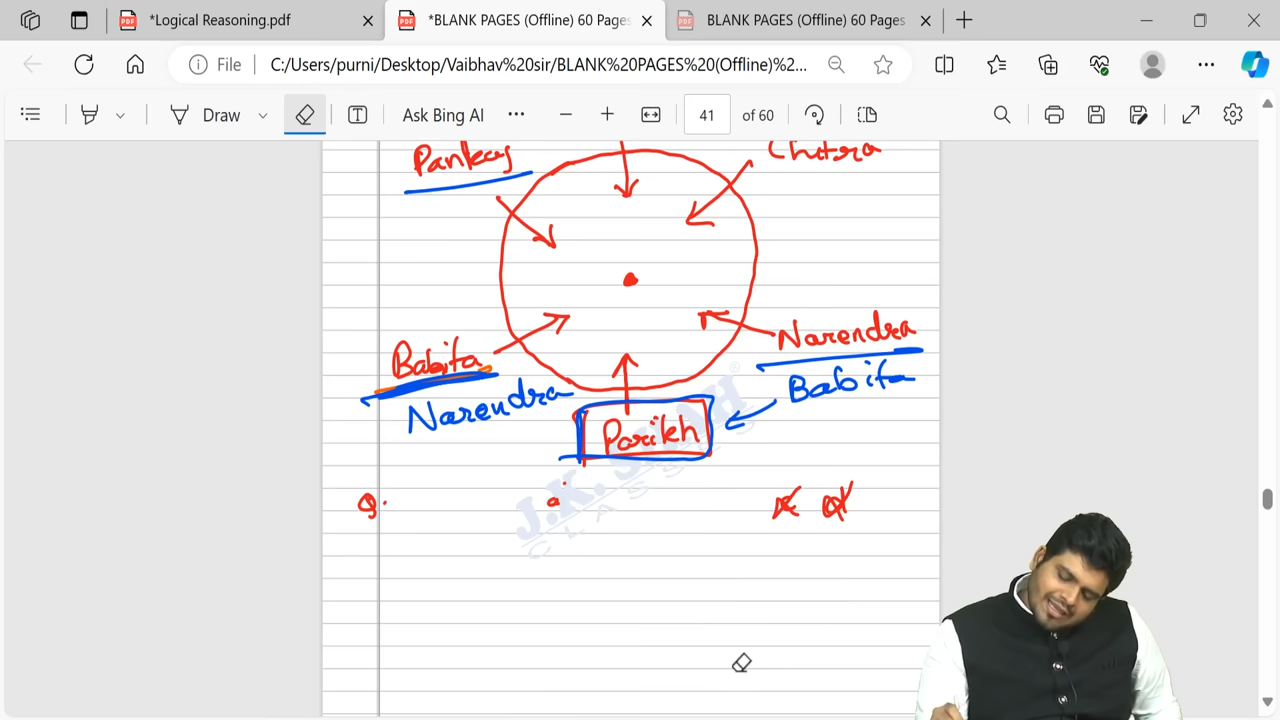 *Logical Reasoning.pdf
*BLANK PAGES (Offline) 60 Pages
BLANK PAGES (Offline) 60 Pages
File
C:/Users/purni/Desktop/Vaibhav%20sir/BLANK%20PAGES%20(Offline)%2...
Draw
Ask Bing AI
41
of 60
Pankaj
Chitra
Narendra
Babita
Babita
Narendra
Parikh
J.K. SHAH
CLASSES
Q.